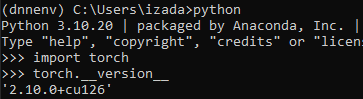 (dnnenv) C:\Users\izada>python
Python 3.10.20 | packaged by Anaconda, Inc. |
Type "help", "copyright", "credits" or "licen
>>> import torch
>>> torch.__version__
'2.10.0+cu126'